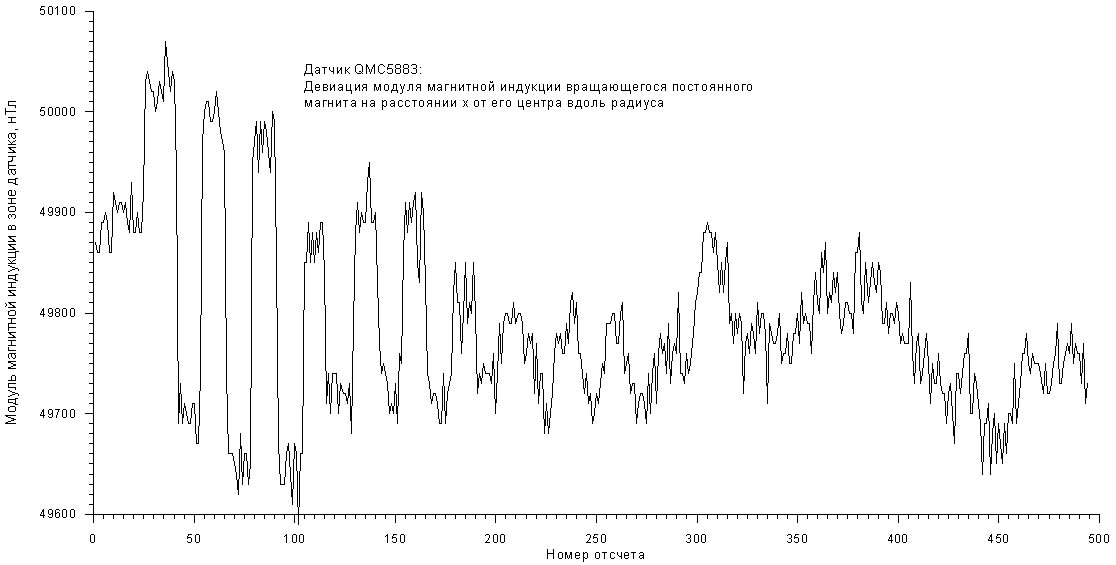 50100
50000
49900
49800
49700
49600
Модуль магнитной индукции в зоне датчика, нТл
Датчик QMC5883:
Девиация модуля магнитной индукции вращающегося постоянного
магнита на расстоянии x от его центра вдоль радиуса
0 50 100 150 200 250 300 350 400 450 500
Номер отсчета